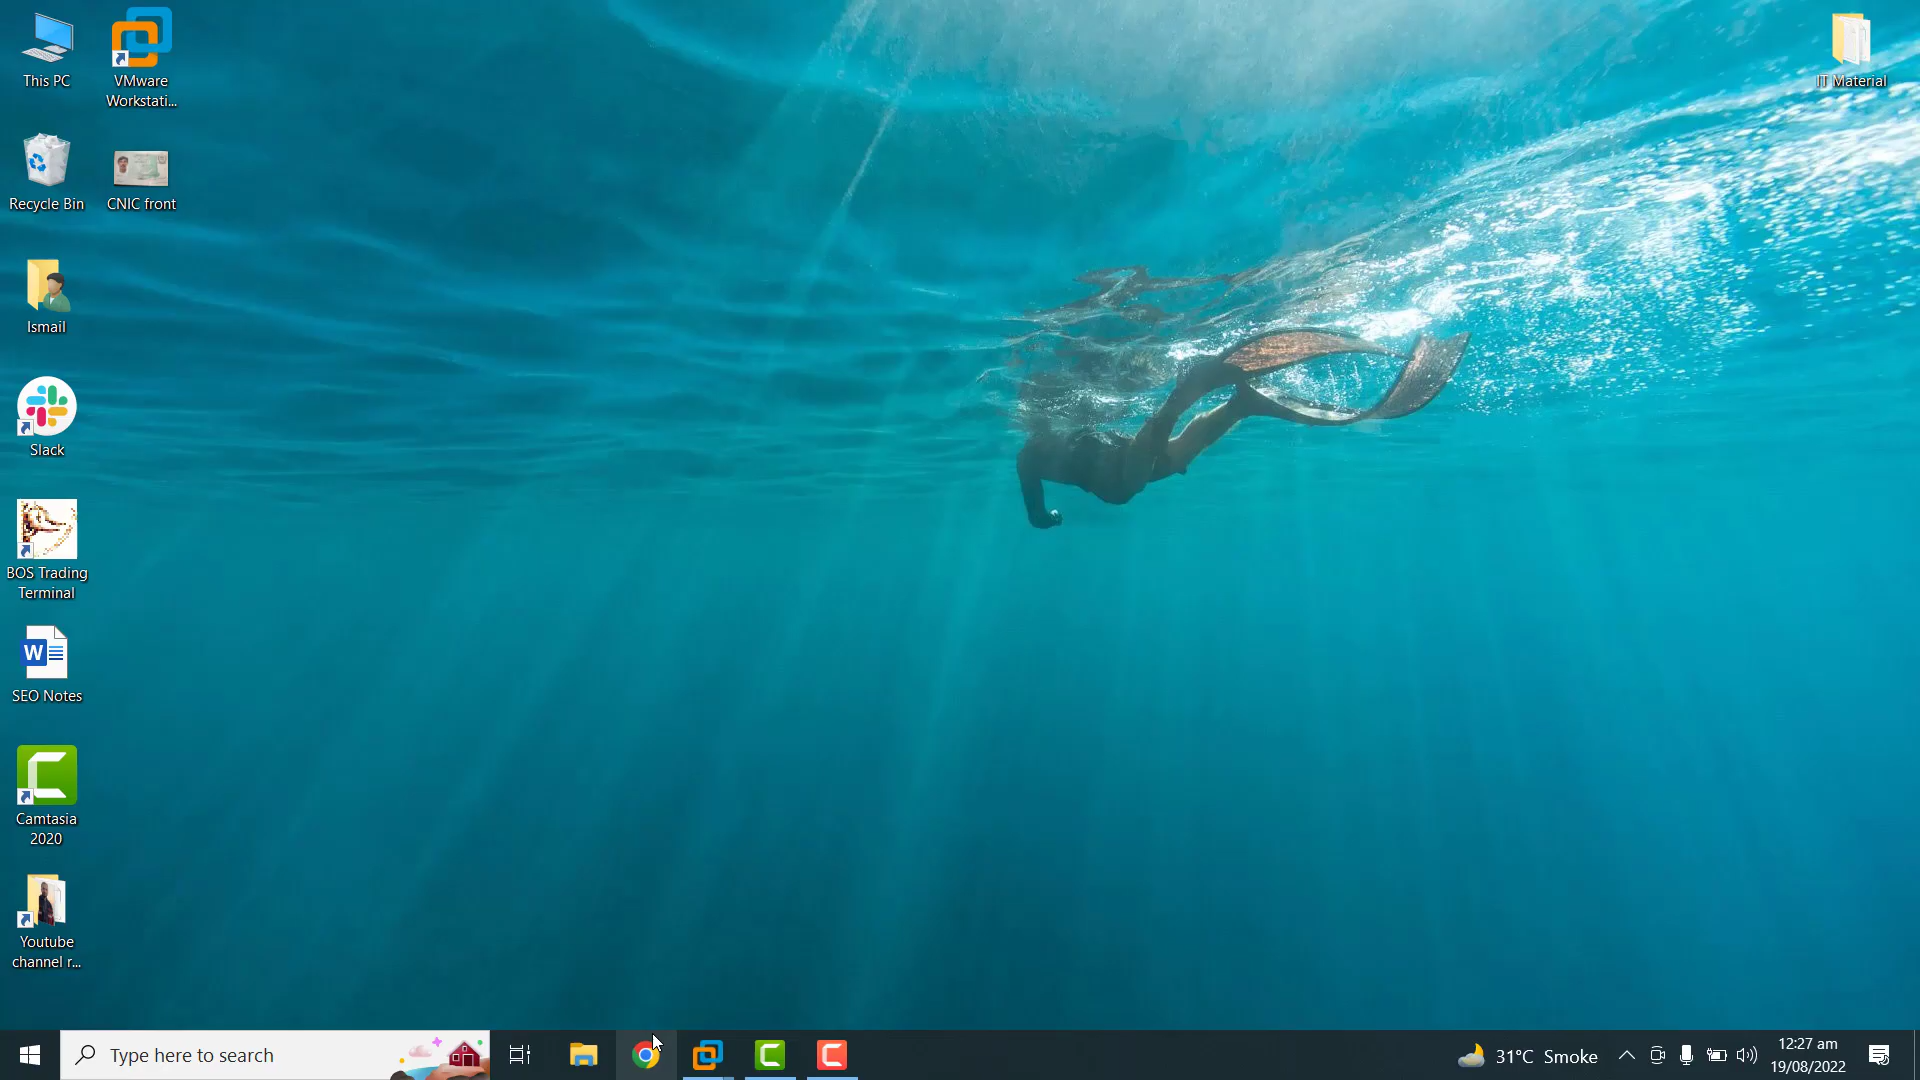 This PC
VMware
Workstati...
IT Material
Recycle Bin
CNIC front
Ismail
Slack
BOS Trading
Terminal
W
SEO Notes
Camtasia
2020
Youtube
channel r...
Type here to search
31°C Smoke
12:27 am
19/08/2022